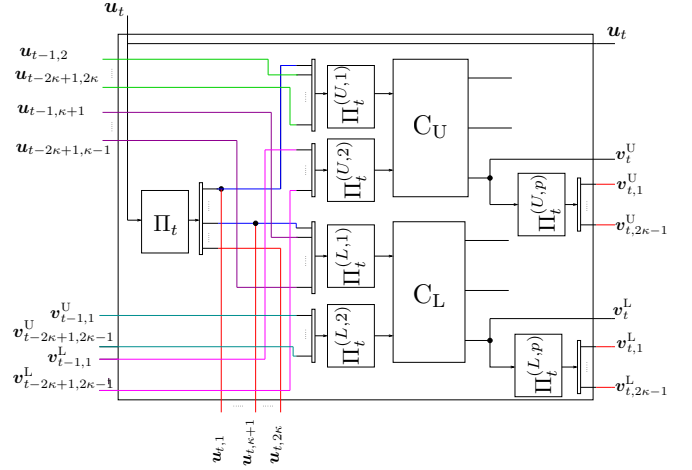 u_t
u_t
u_{t-1,2}
u_{t-2κ+1,2κ}
u_{t-1,κ+1}
u_{t-2κ+1,κ-1}
Π_t^{(U,1)}
C_U
Π_t^{(U,2)}
v_t^U
Π_t^{(U,p)}
v_{t,1}^U
v_{t,2κ-1}^U
Π_t
Π_t^{(L,1)}
C_L
Π_t^{(L,2)}
v_{t-1,1}^U
v_{t-2κ+1,2κ-1}^U
v_{t-1,1}^L
v_{t-2κ+1,2κ-1}^L
v_t^L
Π_t^{(L,p)}
v_{t,1}^L
v_{t,2κ-1}^L
u_{t,1}
u_{t,κ+1}
u_{t,2κ}